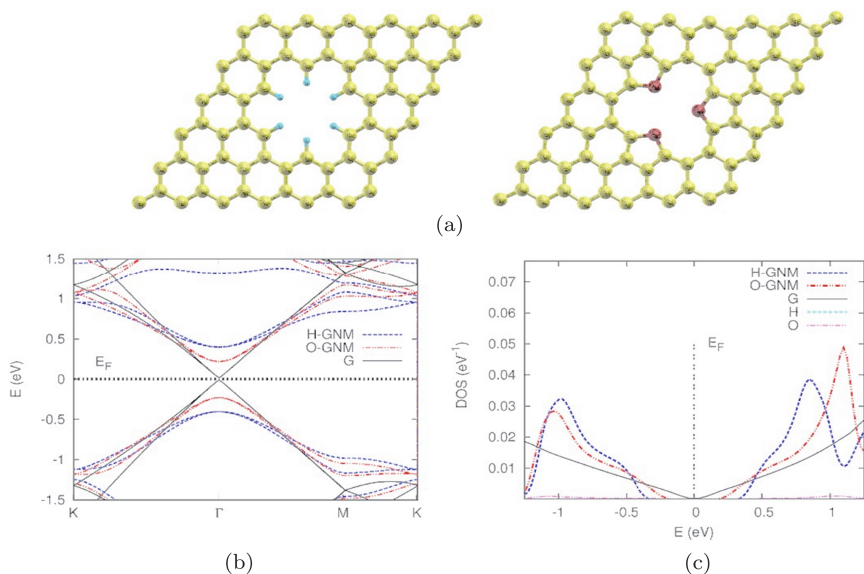 (a)
1.5
1
0.5
0
-0.5
-1
-1.5
E (eV)
E_F
H-GNM
O-GNM
G
K
Γ
M
K
(b)
0.07
0.06
0.05
0.04
0.03
0.02
0.01
DOS (eV⁻¹)
H-GNM
O-GNM
G
H
O
E_F
-1
-0.5
0
0.5
1
E (eV)
(c)